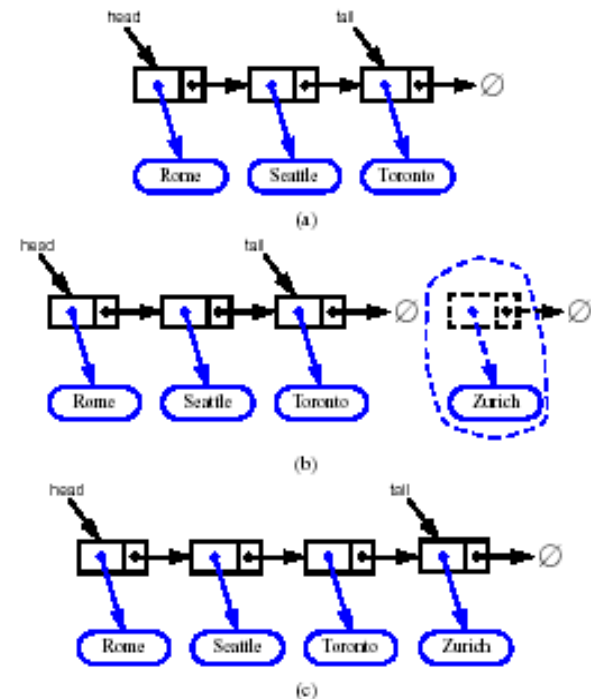 head tail
∅
Rome Seattle Toronto
(a)
head tail
∅ ∅
Rome Seattle Toronto Zurich
(b)
head tail
∅
Rome Seattle Toronto Zurich
(c)